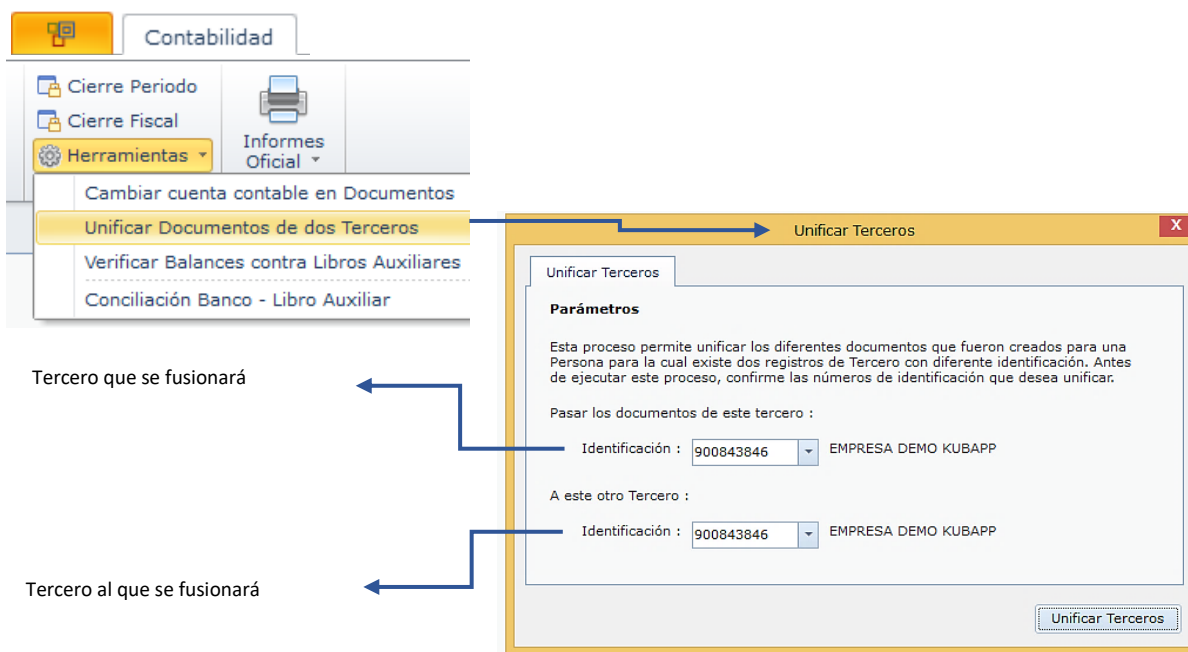 Contabilidad
Cierre Periodo
Cierre Fiscal
Herramientas
Informes
Oficial
Cambiar cuenta contable en Documentos
Unificar Documentos de dos Terceros
Verificar Balances contra Libros Auxiliares
Conciliación Banco - Libro Auxiliar
Unificar Terceros
X
Unificar Terceros
Parámetros
Esta proceso permite unificar los diferentes documentos que fueron creados para una
Persona para la cual existe dos registros de Tercero con diferente identificación. Antes
de ejecutar este proceso, confirme las números de identificación que desea unificar.
Pasar los documentos de este tercero :
Identificación : 900843846 EMPRESA DEMO KUBAPP
A este otro Tercero :
Identificación : 900843846 EMPRESA DEMO KUBAPP
Unificar Terceros
Tercero que se fusionará
Tercero al que se fusionará